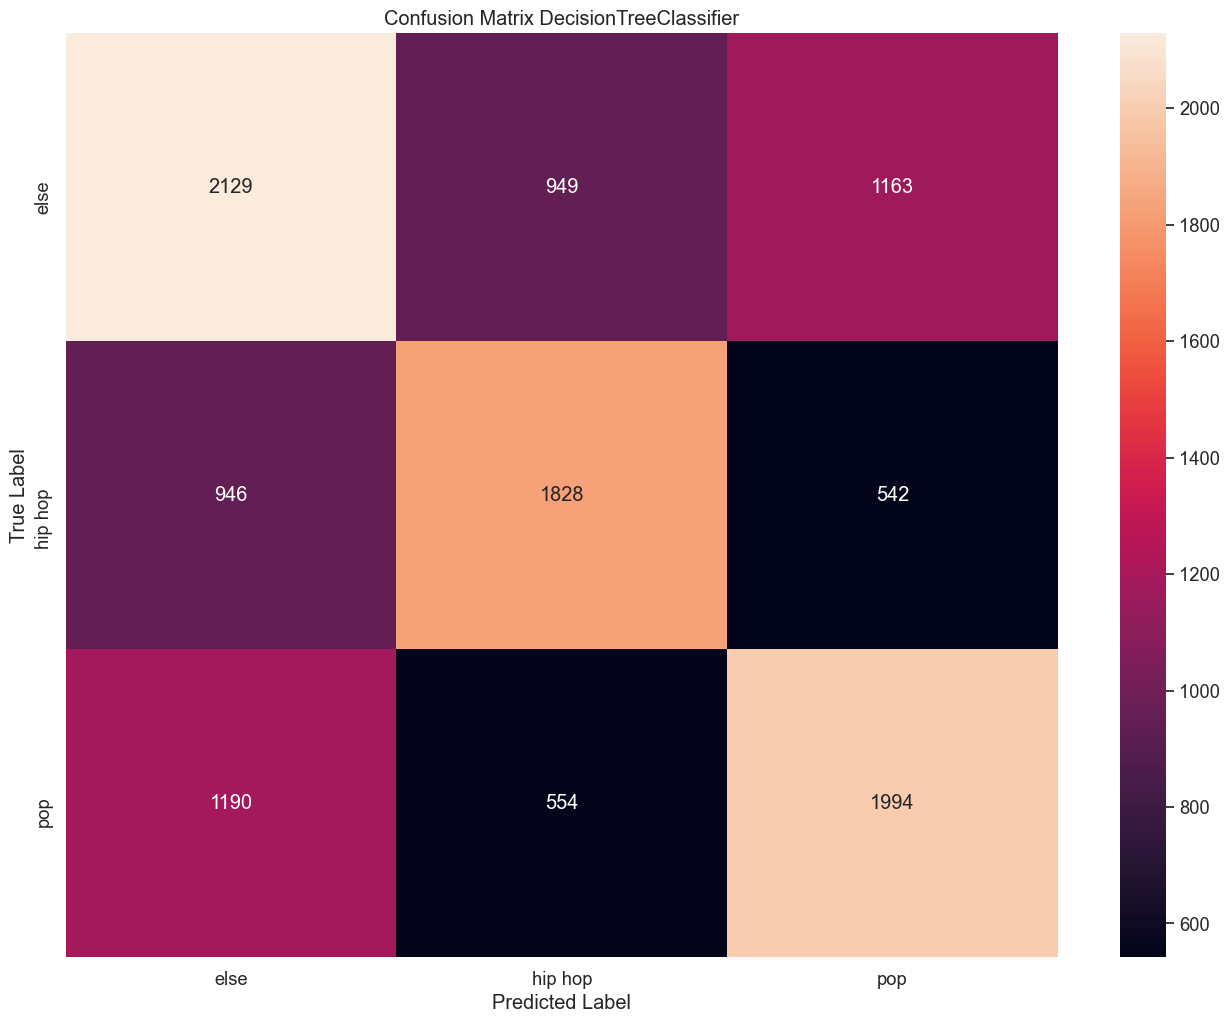 Confusion Matrix DecisionTreeClassifier
True Label
else
hip hop
pop
2129 949 1163
946 1828 542
1190 554 1994
else hip hop pop
Predicted Label
2000
1800
1600
1400
1200
1000
800
600